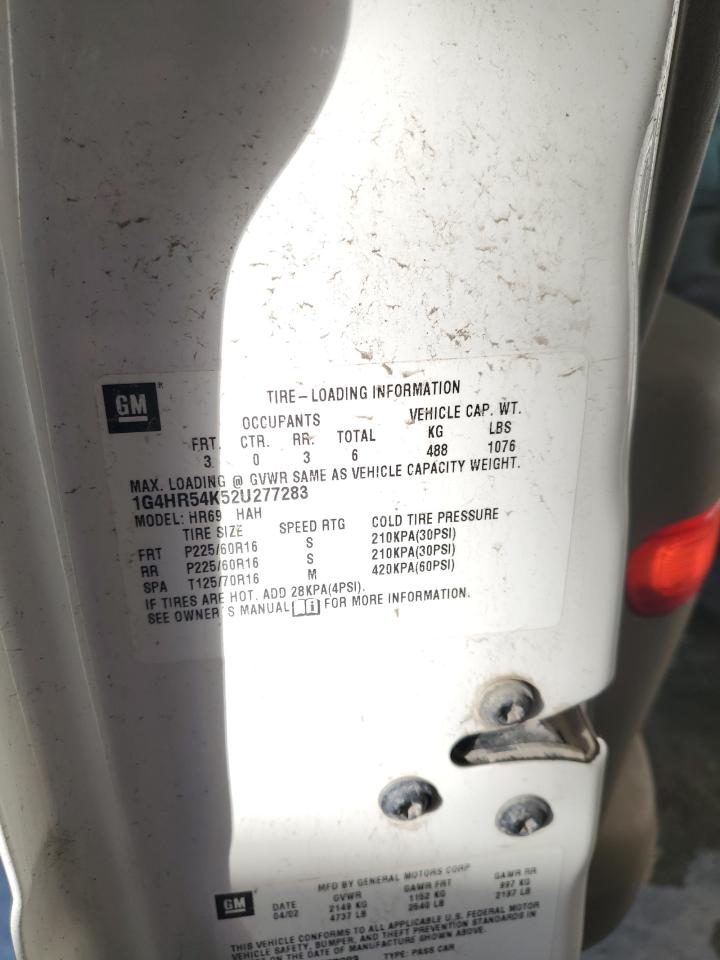 GM
TIRE-LOADING INFORMATION
OCCUPANTS VEHICLE CAP. WT.
FRT. CTR. RR. TOTAL KG LBS
3 0 3 6 488 1076
MAX. LOADING @ GVWR SAME AS VEHICLE CAPACITY WEIGHT.
1G4HR54K52U277283
MODEL: HR69 HAH
TIRE SIZE SPEED RTG COLD TIRE PRESSURE
FRT P225/60R16 S 210KPA(30PSI)
RR P225/60R16 S 210KPA(30PSI)
SPA T125/70R16 M 420KPA(60PSI)
IF TIRES ARE HOT, ADD 28KPA(4PSI).
SEE OWNER'S MANUAL i FOR MORE INFORMATION.
GM
MFD BY GENERAL MOTORS CORP
DATE GVWR GAWR FRT GAWR RR
04/02 2149 KG 1152 KG 997 KG
4737 LB 2540 LB 2197 LB
THIS VEHICLE CONFORMS TO ALL APPLICABLE U.S. FEDERAL MOTOR
VEHICLE SAFETY, BUMPER, AND THEFT PREVENTION STANDARDS IN
EFFECT ON THE DATE OF MANUFACTURE SHOWN ABOVE.
TYPE: PASS CAR